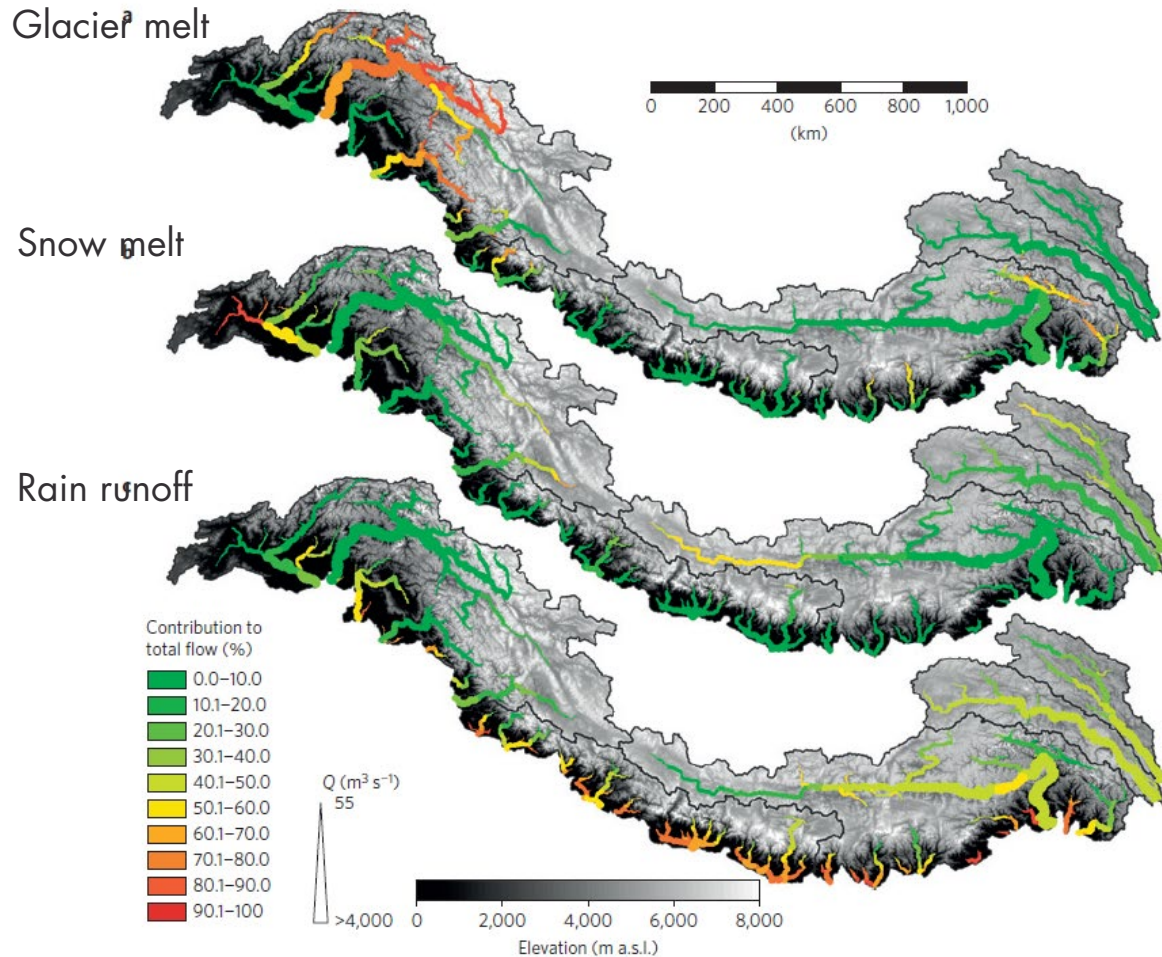 a
Glacier melt
0 200 400 600 800 1,000
(km)
b
Snow melt
c
Rain runoff
Contribution to
total flow (%)
0.0–10.0
10.1–20.0
20.1–30.0
30.1–40.0
40.1–50.0
50.1–60.0
60.1–70.0
70.1–80.0
80.1–90.0
90.1–100
Q (m³ s⁻¹)
55
>4,000
0 2,000 4,000 6,000 8,000
Elevation (m a.s.l.)